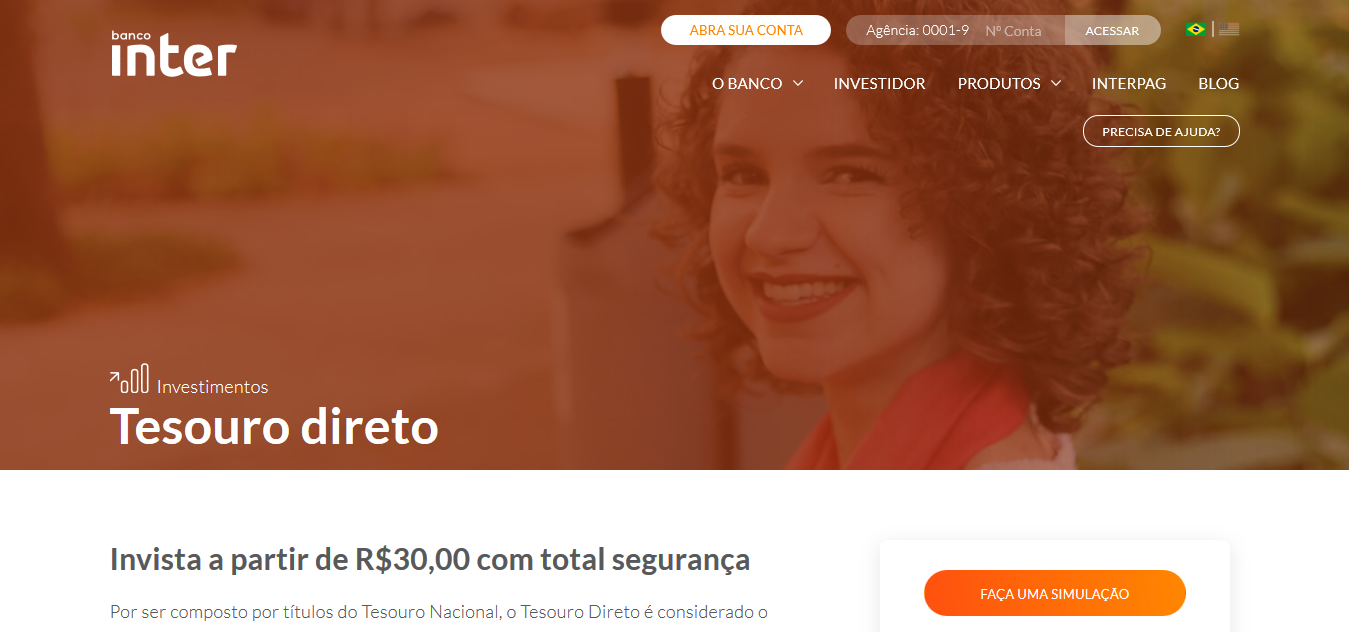 banco
inter
ABRA SUA CONTA
Agência: 0001-9 Nº Conta ACESSAR
O BANCO INVESTIDOR PRODUTOS INTERPAG BLOG
PRECISA DE AJUDA?
Investimentos
Tesouro direto
Invista a partir de R$30,00 com total segurança
Por ser composto por títulos do Tesouro Nacional, o Tesouro Direto é considerado o
FAÇA UMA SIMULAÇÃO